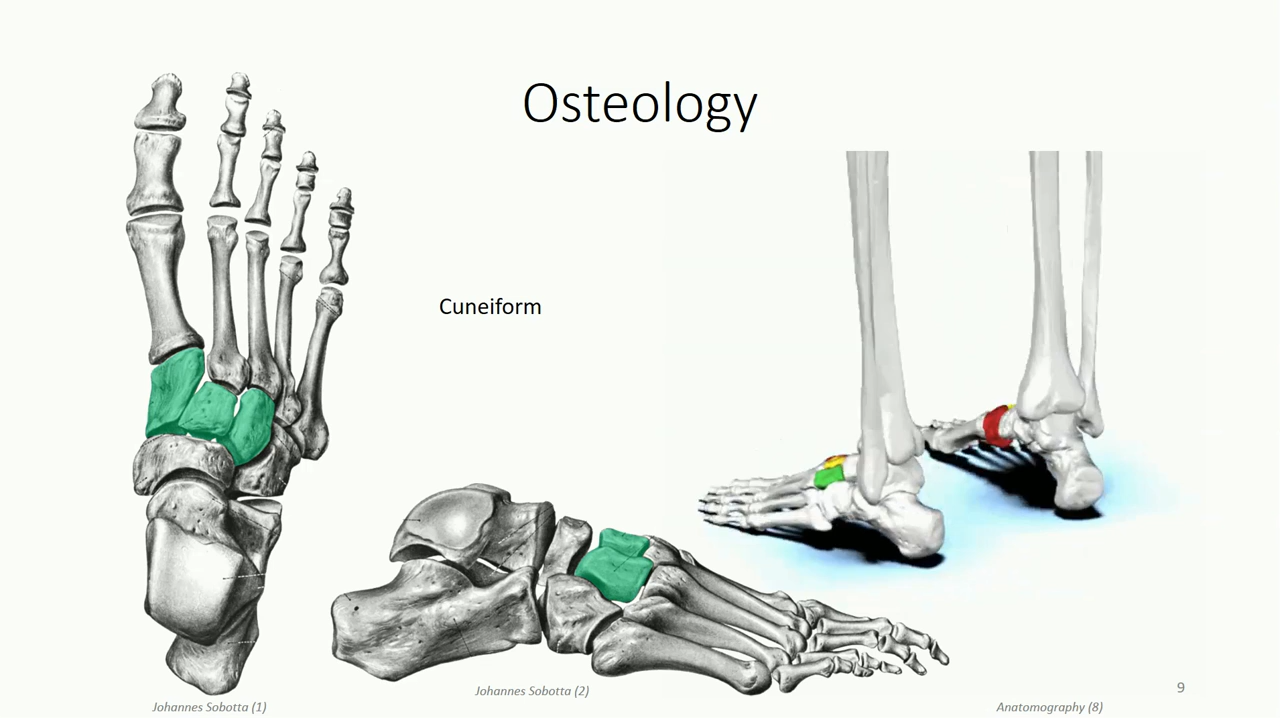 Osteology
Cuneiform
Johannes Sobotta (1)
Johannes Sobotta (2)
Anatomography (8)
9